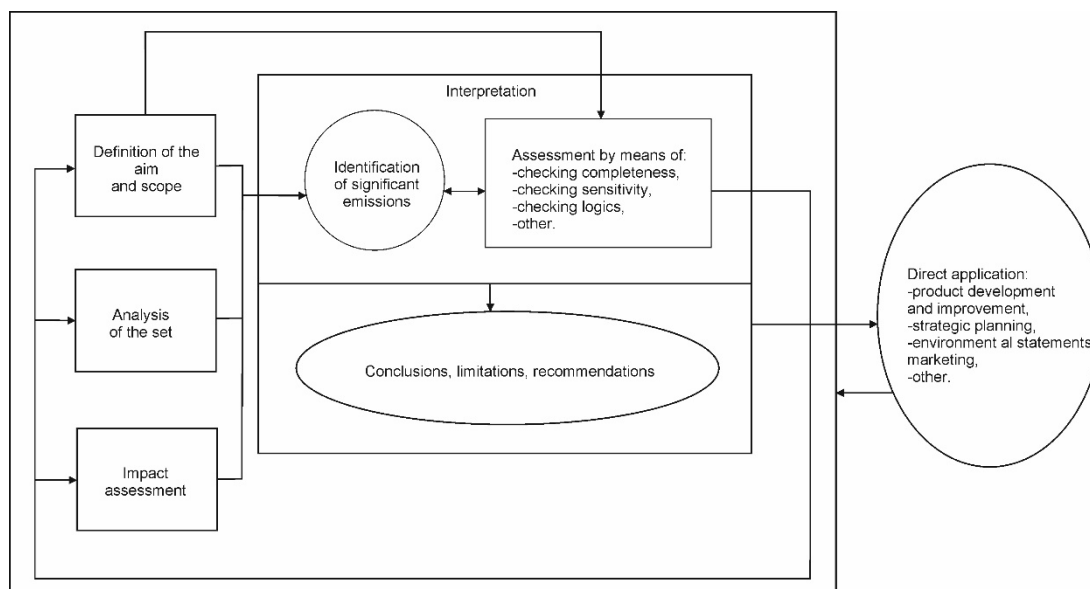 Interpretation
Definition of the
aim
and scope
Identification
of significant
emissions
Assessment by means of:
-checking completeness,
-checking sensitivity,
-checking logics,
-other.
Analysis
of the set
Conclusions, limitations, recommendations
Impact
assessment
Direct application:
-product development
and improvement,
-strategic planning,
-environment al statements
marketing,
-other.